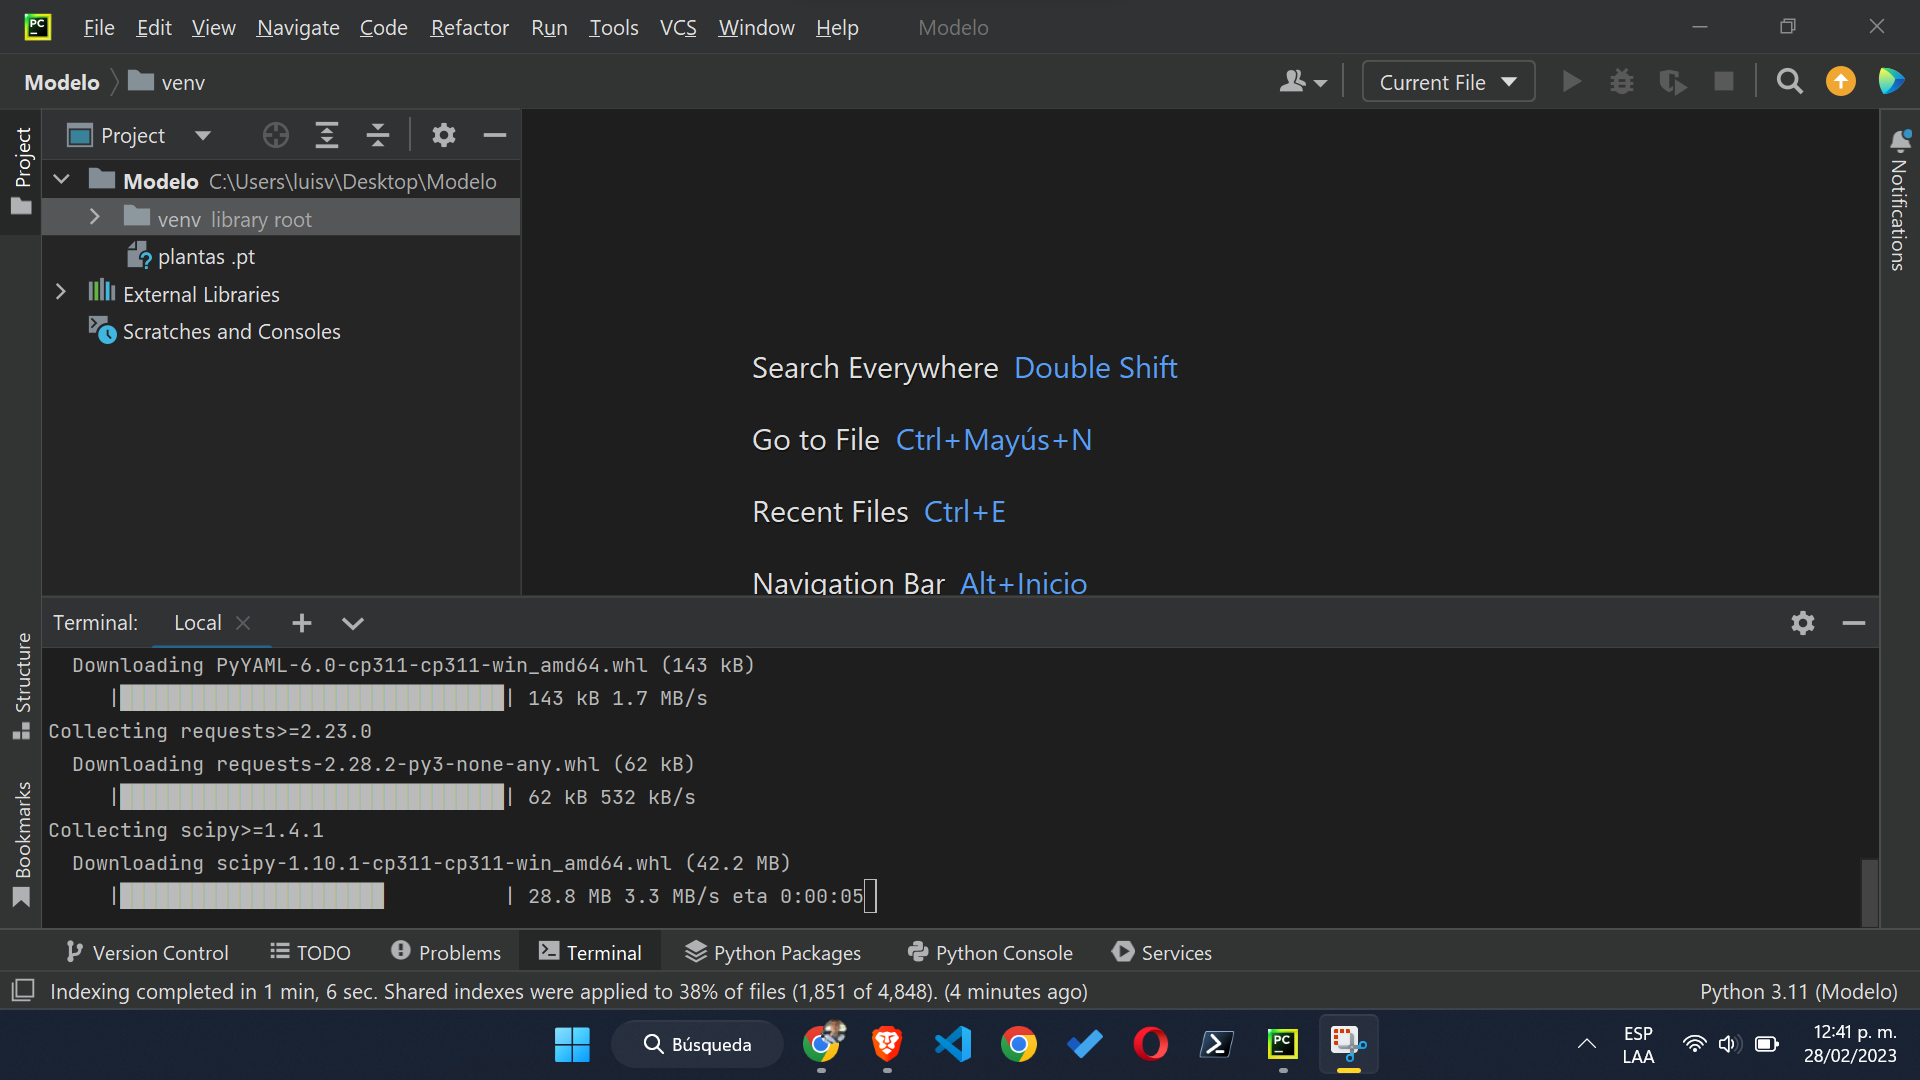 PC File Edit View Navigate Code Refactor Run Tools VCS Window Help Modelo
Modelo venv Current File
Project
Project
Notifications
Modelo C:\Users\luisv\Desktop\Modelo
venv library root
plantas .pt
External Libraries
Scratches and Consoles
Search Everywhere Double Shift
Go to File Ctrl+Mayús+N
Recent Files Ctrl+E
Navigation Bar Alt+Inicio
Terminal: Local
Structure
Bookmarks
Downloading PyYAML-6.0-cp311-cp311-win_amd64.whl (143 kB)
|████████████████████████████████| 143 kB 1.7 MB/s
Collecting requests>=2.23.0
Downloading requests-2.28.2-py3-none-any.whl (62 kB)
|████████████████████████████████| 62 kB 532 kB/s
Collecting scipy>=1.4.1
Downloading scipy-1.10.1-cp311-cp311-win_amd64.whl (42.2 MB)
|██████████████████████          | 28.8 MB 3.3 MB/s eta 0:00:05
Version Control TODO Problems Terminal Python Packages Python Console Services
Indexing completed in 1 min, 6 sec. Shared indexes were applied to 38% of files (1,851 of 4,848). (4 minutes ago) Python 3.11 (Modelo)
Búsqueda
PC
ESP
LAA
12:41 p. m.
28/02/2023